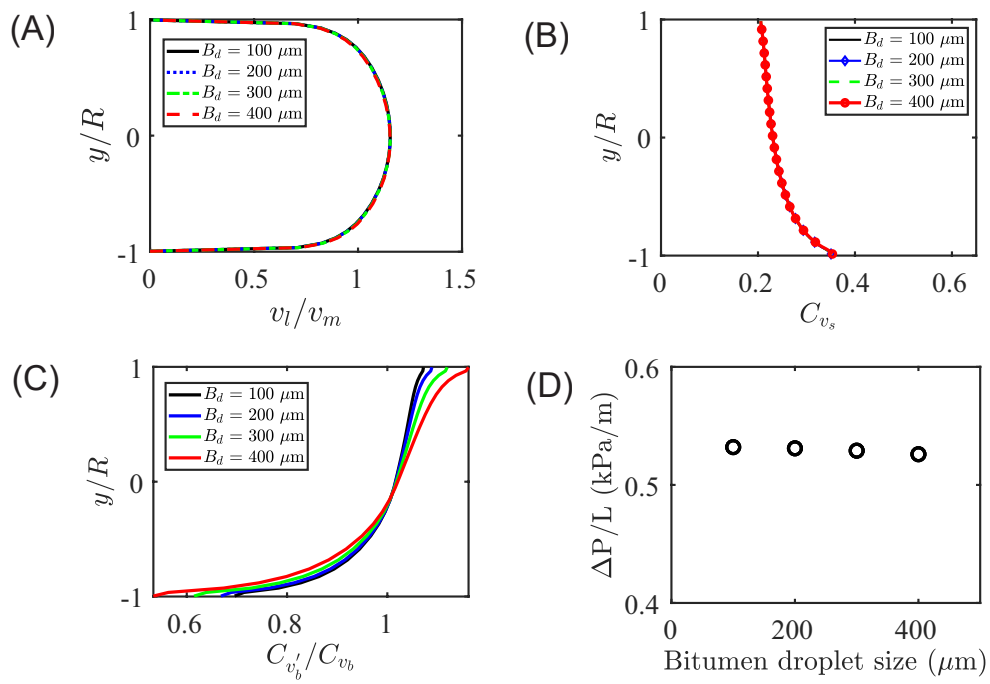 (A)
1
0
-1
y/R
B_d = 100 μm
B_d = 200 μm
B_d = 300 μm
B_d = 400 μm
0 0.5 1 1.5
v_l/v_m
(B)
1
0
-1
y/R
B_d = 100 μm
B_d = 200 μm
B_d = 300 μm
B_d = 400 μm
0 0.2 0.4 0.6
C_{v_s}
(C)
1
0
-1
y/R
B_d = 100 μm
B_d = 200 μm
B_d = 300 μm
B_d = 400 μm
0.6 0.8 1
C_{v_b'}/C_{v_b}
(D)
0.6
0.5
0.4
ΔP/L (kPa/m)
0 200 400
Bitumen droplet size (μm)